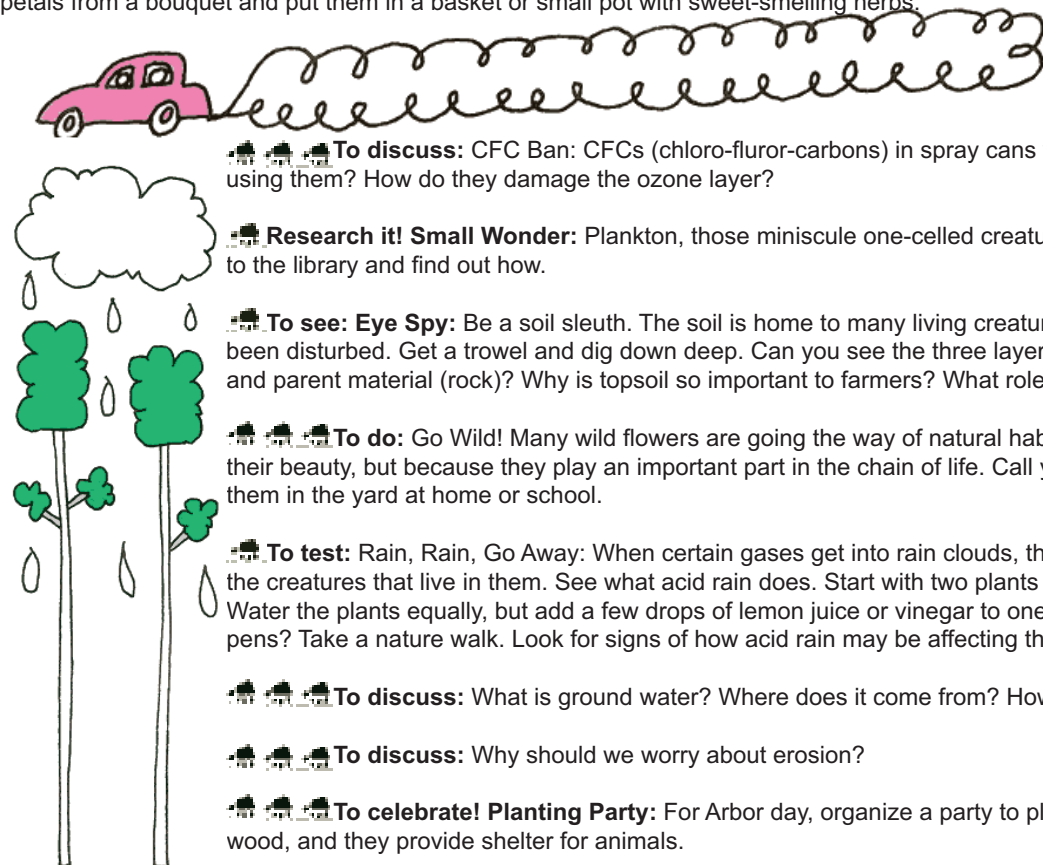 petals from a bouquet and put them in a basket or small pot with sweet-smelling herbs.
To discuss: CFC Ban: CFCs (chloro-fluror-carbons) in spray cans
using them? How do they damage the ozone layer?
Research it! Small Wonder: Plankton, those miniscule one-celled creatu
to the library and find out how.
To see: Eye Spy: Be a soil sleuth. The soil is home to many living creatur
been disturbed. Get a trowel and dig down deep. Can you see the three layer
and parent material (rock)? Why is topsoil so important to farmers? What role
To do: Go Wild! Many wild flowers are going the way of natural hab
their beauty, but because they play an important part in the chain of life. Call y
them in the yard at home or school.
To test: Rain, Rain, Go Away: When certain gases get into rain clouds, th
the creatures that live in them. See what acid rain does. Start with two plants
Water the plants equally, but add a few drops of lemon juice or vinegar to one
pens? Take a nature walk. Look for signs of how acid rain may be affecting th
To discuss: What is ground water? Where does it come from? How
To discuss: Why should we worry about erosion?
To celebrate! Planting Party: For Arbor day, organize a party to pl
wood, and they provide shelter for animals.